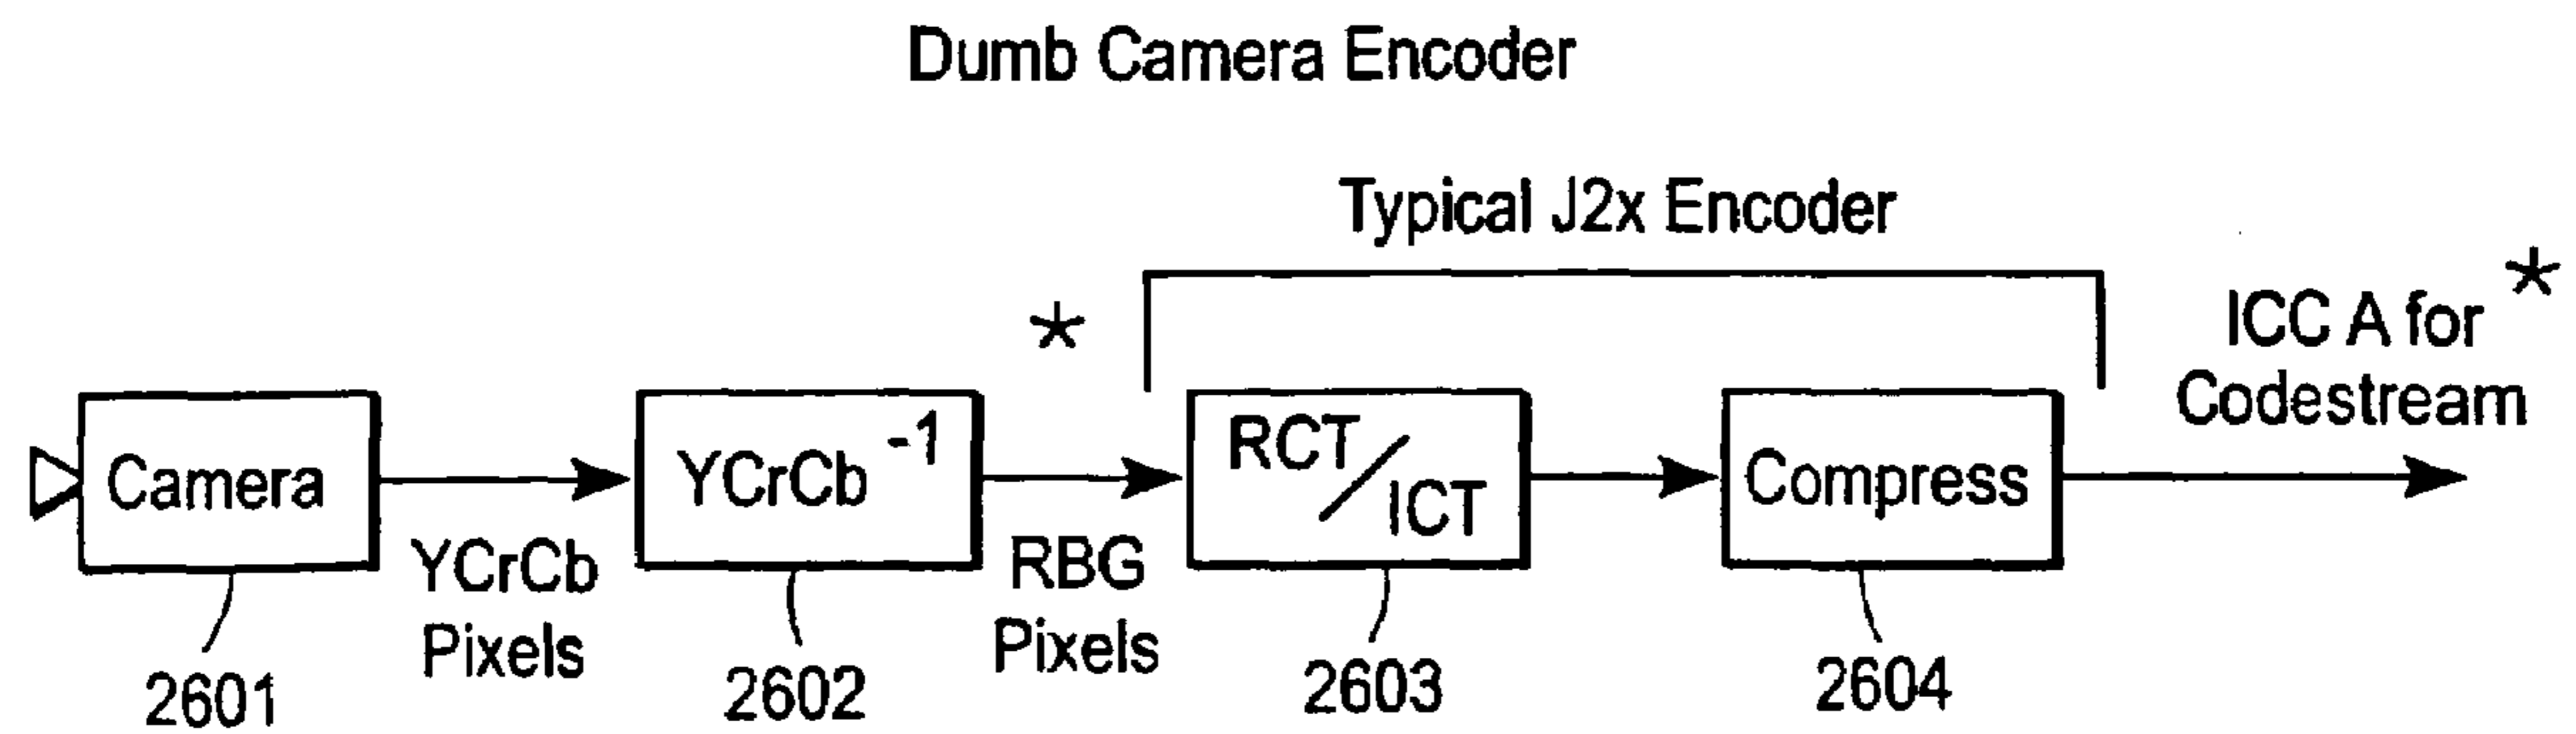 Dumb Camera Encoder
Typical J2x Encoder
*
ICC A for *
Codestream
Camera
YCrCb
Pixels
YCrCb -1
RBG
Pixels
RCT/ICT
Compress
2601
2602
2603
2604